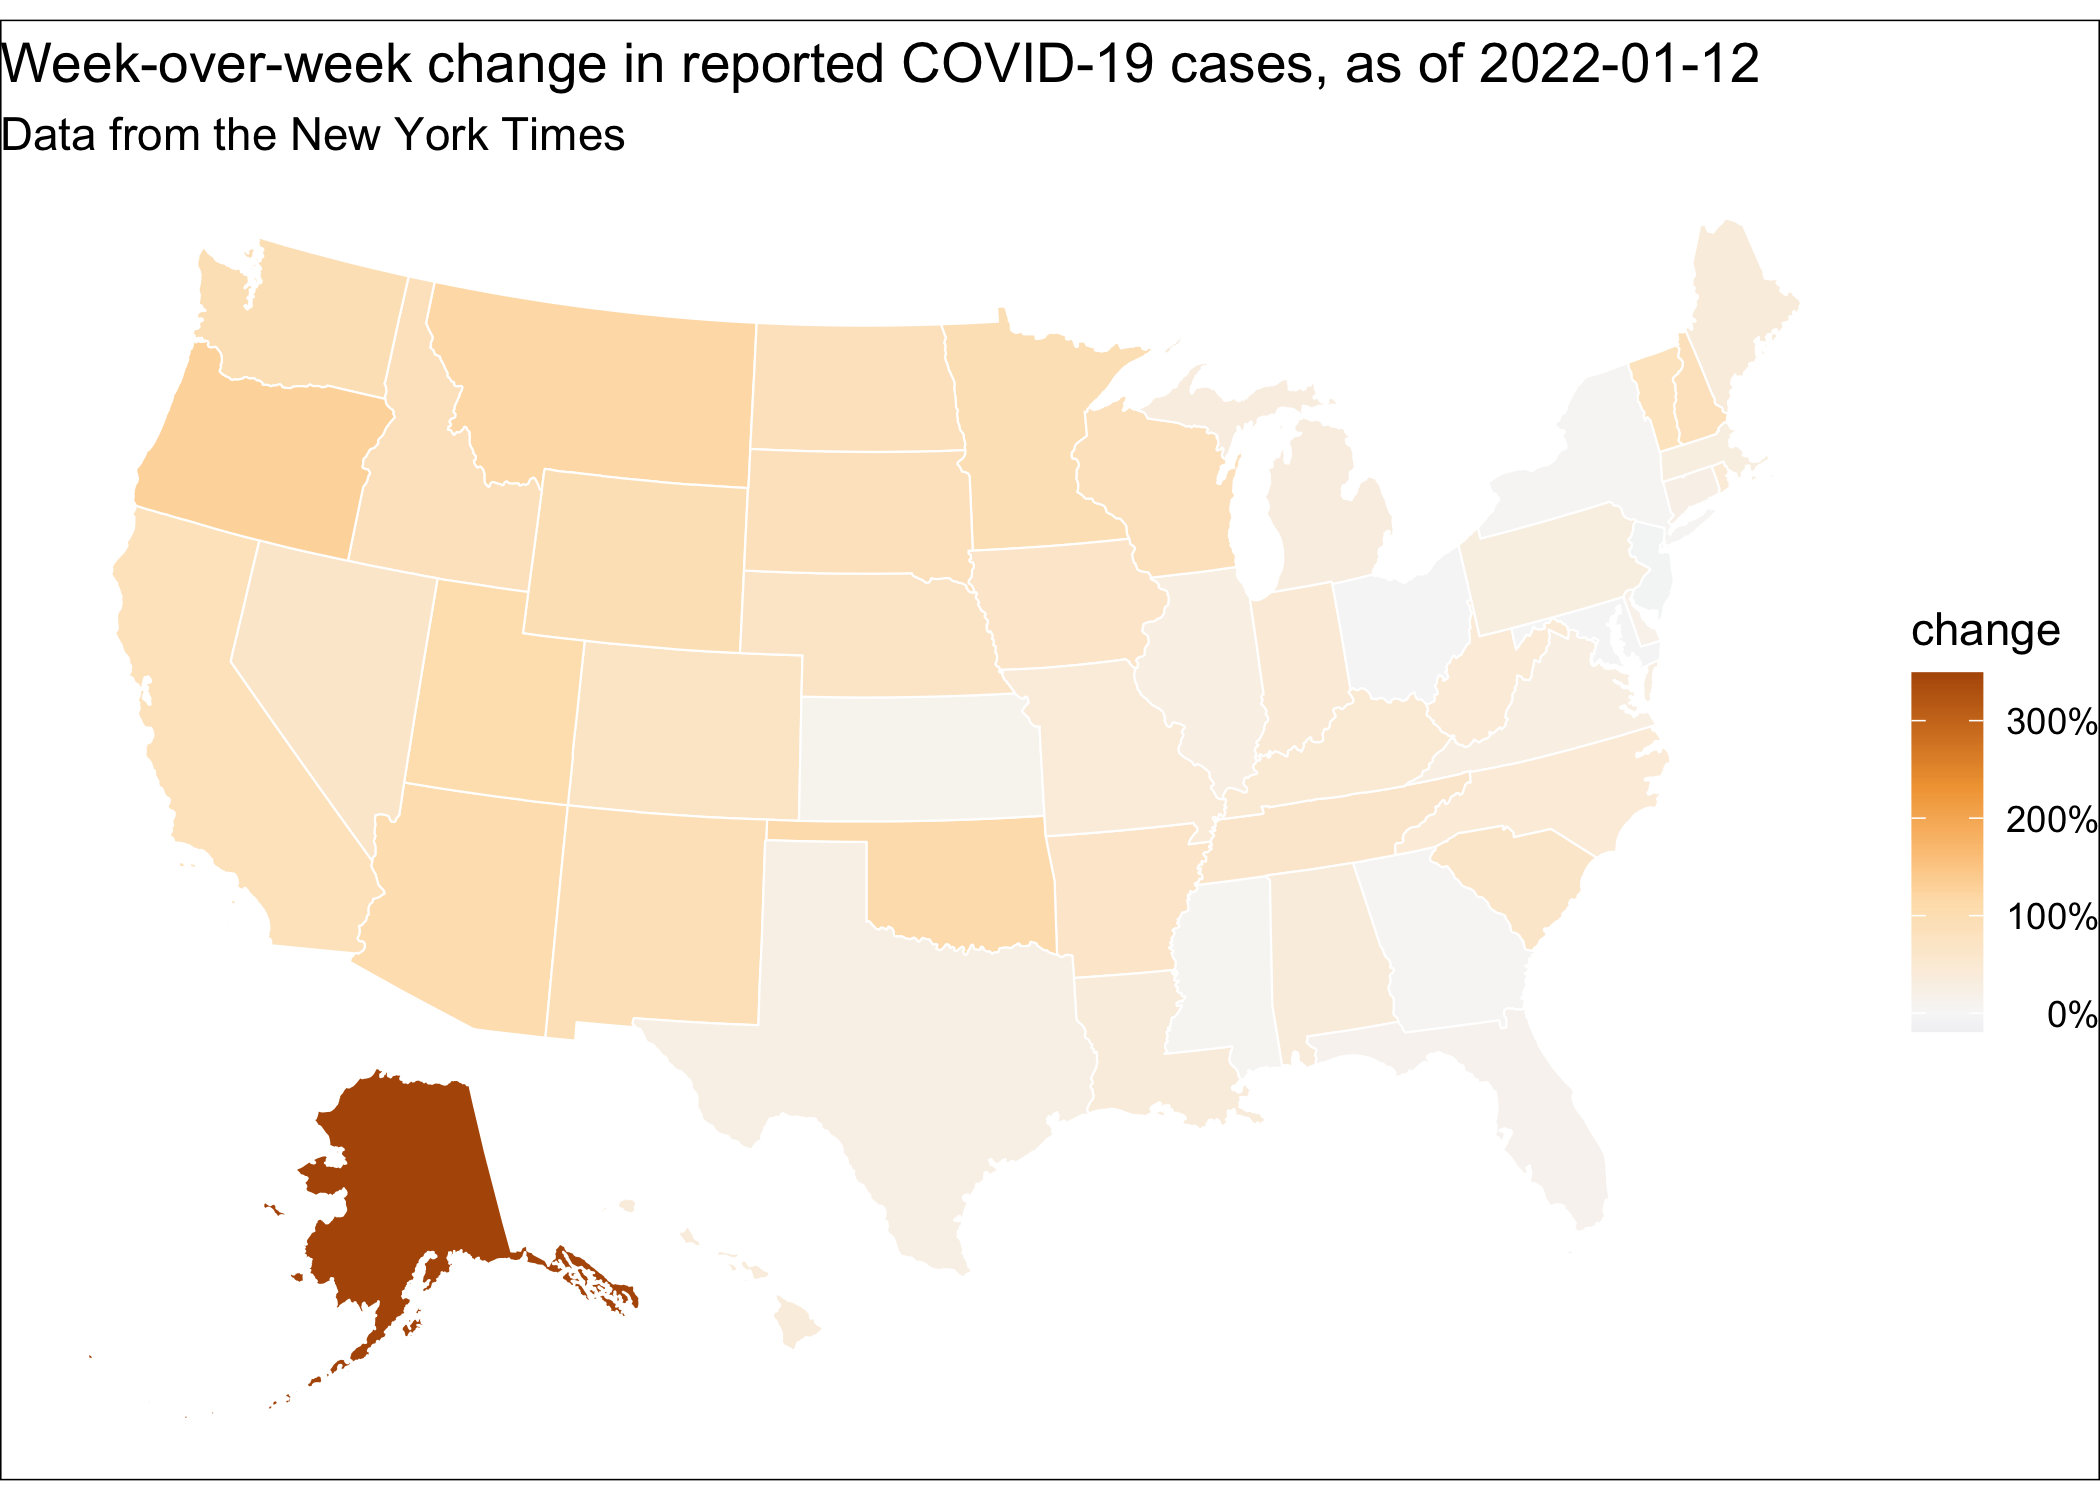 Week-over-week change in reported COVID-19 cases, as of 2022-01-12
Data from the New York Times
change
300%
200%
100%
0%